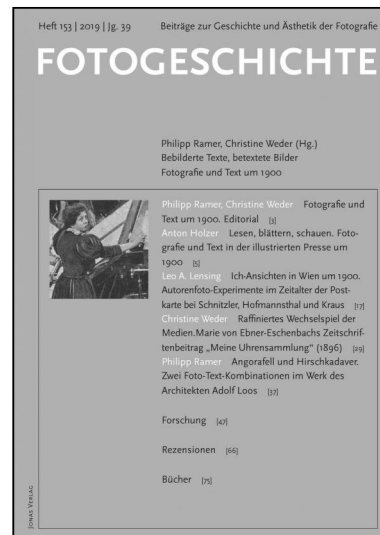 Heft 153 | 2019 | Jg. 39
Beiträge zur Geschichte und Ästhetik der Fotografie
FOTOGESCHICHTE
Philipp Ramer, Christine Weder (Hg.)
Bebilderte Texte, betextete Bilder
Fotografie und Text um 1900
Philipp Ramer, Christine Weder Fotografie und
Text um 1900. Editorial [3]
Anton Holzer Lesen, blättern, schauen. Foto-
grafie und Text in der illustrierten Presse um
1900 [5]
Leo A. Lensing Ich-Ansichten in Wien um 1900.
Autorenfoto-Experimente im Zeitalter der Post-
karte bei Schnitzler, Hofmannsthal und Kraus [17]
Christine Weder Raffiniertes Wechselspiel der
Medien.Marie von Ebner-Eschenbachs Zeitschrif-
tenbeitrag „Meine Uhrensammlung“ (1896) [29]
Philipp Ramer Angorafell und Hirschkadaver.
Zwei Foto-Text-Kombinationen im Werk des
Architekten Adolf Loos [37]
Forschung [47]
Rezensionen [66]
Bücher [75]
JONAS VERLAG